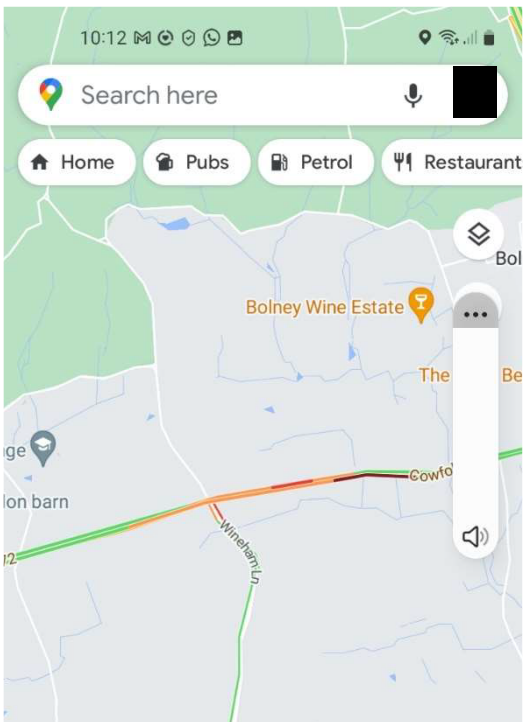 10:12
Search here
Home Pubs Petrol Restaurant
Bol
Bolney Wine Estate
The Be
ge
Cowfo
lon barn
Wineham Ln
12